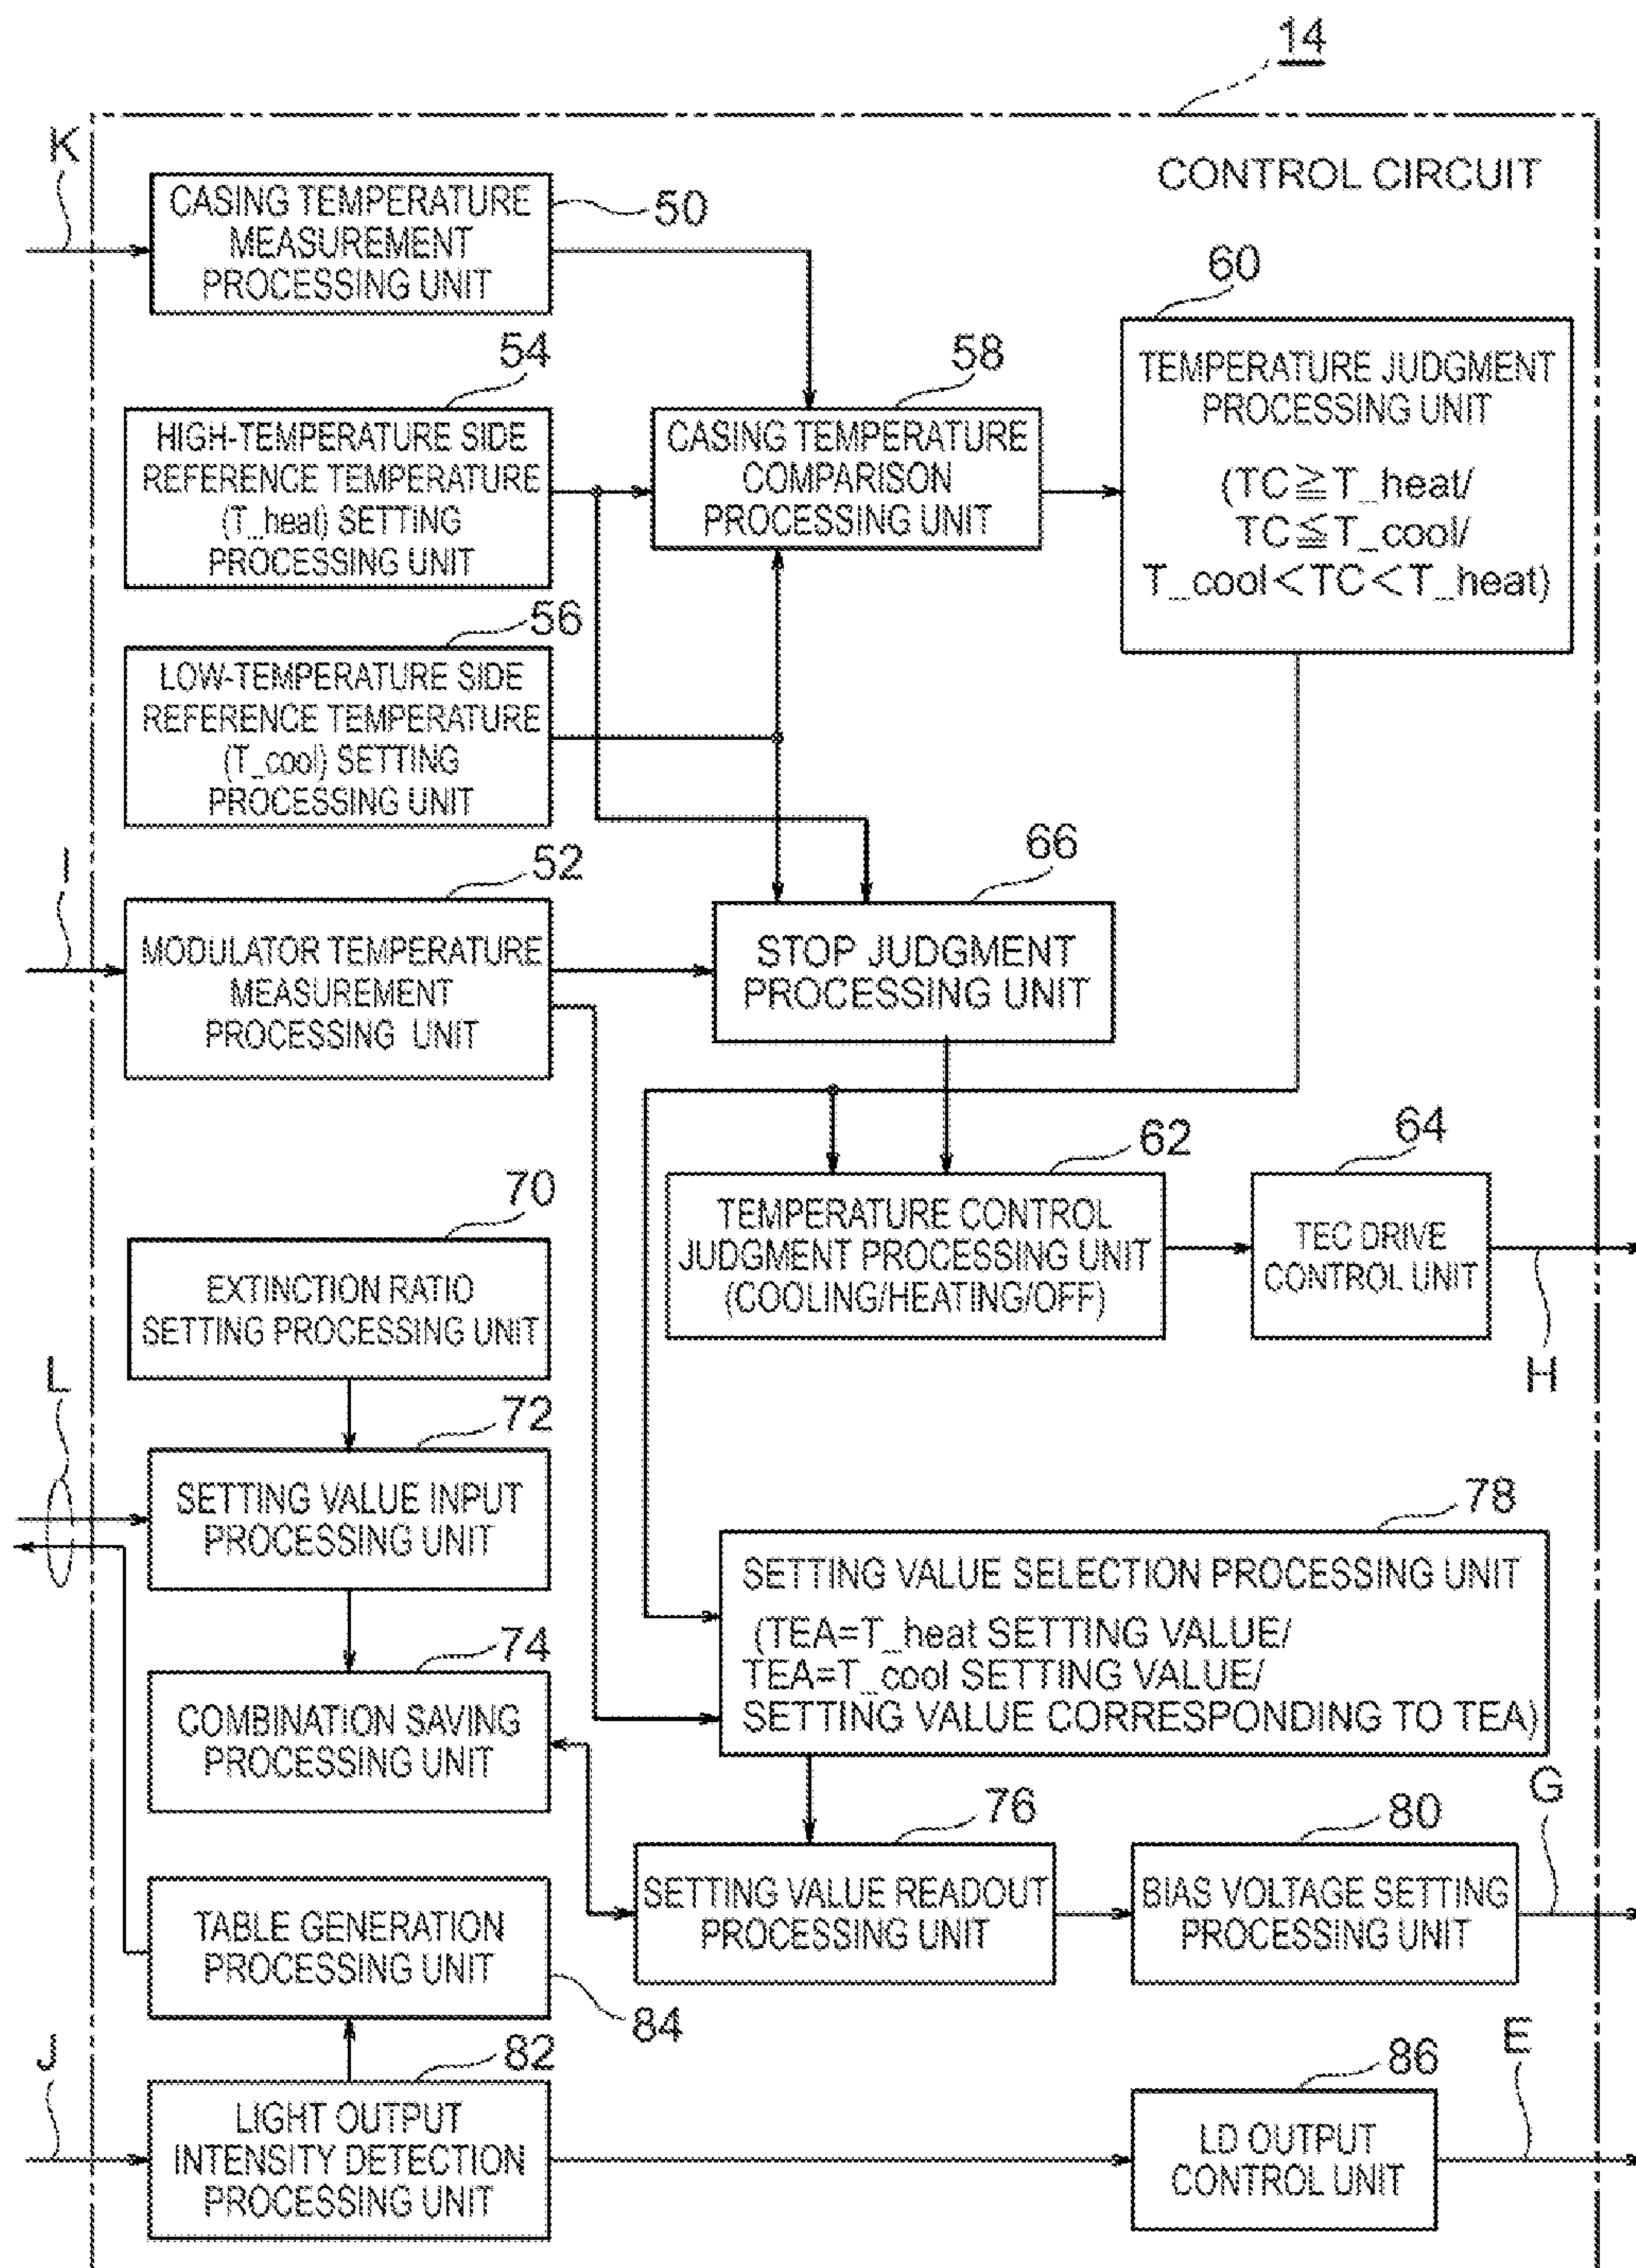 14
CONTROL CIRCUIT
K
CASING TEMPERATURE
MEASUREMENT
PROCESSING UNIT
50
60
TEMPERATURE JUDGMENT
PROCESSING UNIT
(TC≧T_heat/
TC≦T_cool/
T_cool<TC<T_heat)
54
HIGH-TEMPERATURE SIDE
REFERENCE TEMPERATURE
(T_heat) SETTING
PROCESSING UNIT
58
CASING TEMPERATURE
COMPARISON
PROCESSING UNIT
56
LOW-TEMPERATURE SIDE
REFERENCE TEMPERATURE
(T_cool) SETTING
PROCESSING UNIT
I
52
MODULATOR TEMPERATURE
MEASUREMENT
PROCESSING UNIT
66
STOP JUDGMENT
PROCESSING UNIT
62
TEMPERATURE CONTROL
JUDGMENT PROCESSING UNIT
(COOLING/HEATING/OFF)
64
TEC DRIVE
CONTROL UNIT
H
70
EXTINCTION RATIO
SETTING PROCESSING UNIT
L
72
SETTING VALUE INPUT
PROCESSING UNIT
78
SETTING VALUE SELECTION PROCESSING UNIT
(TEA=T_heat SETTING VALUE/
TEA=T_cool SETTING VALUE/
SETTING VALUE CORRESPONDING TO TEA)
74
COMBINATION SAVING
PROCESSING UNIT
76
SETTING VALUE READOUT
PROCESSING UNIT
80
BIAS VOLTAGE SETTING
PROCESSING UNIT
G
TABLE GENERATION
PROCESSING UNIT
84
J
82
LIGHT OUTPUT
INTENSITY DETECTION
PROCESSING UNIT
86
LD OUTPUT
CONTROL UNIT
E